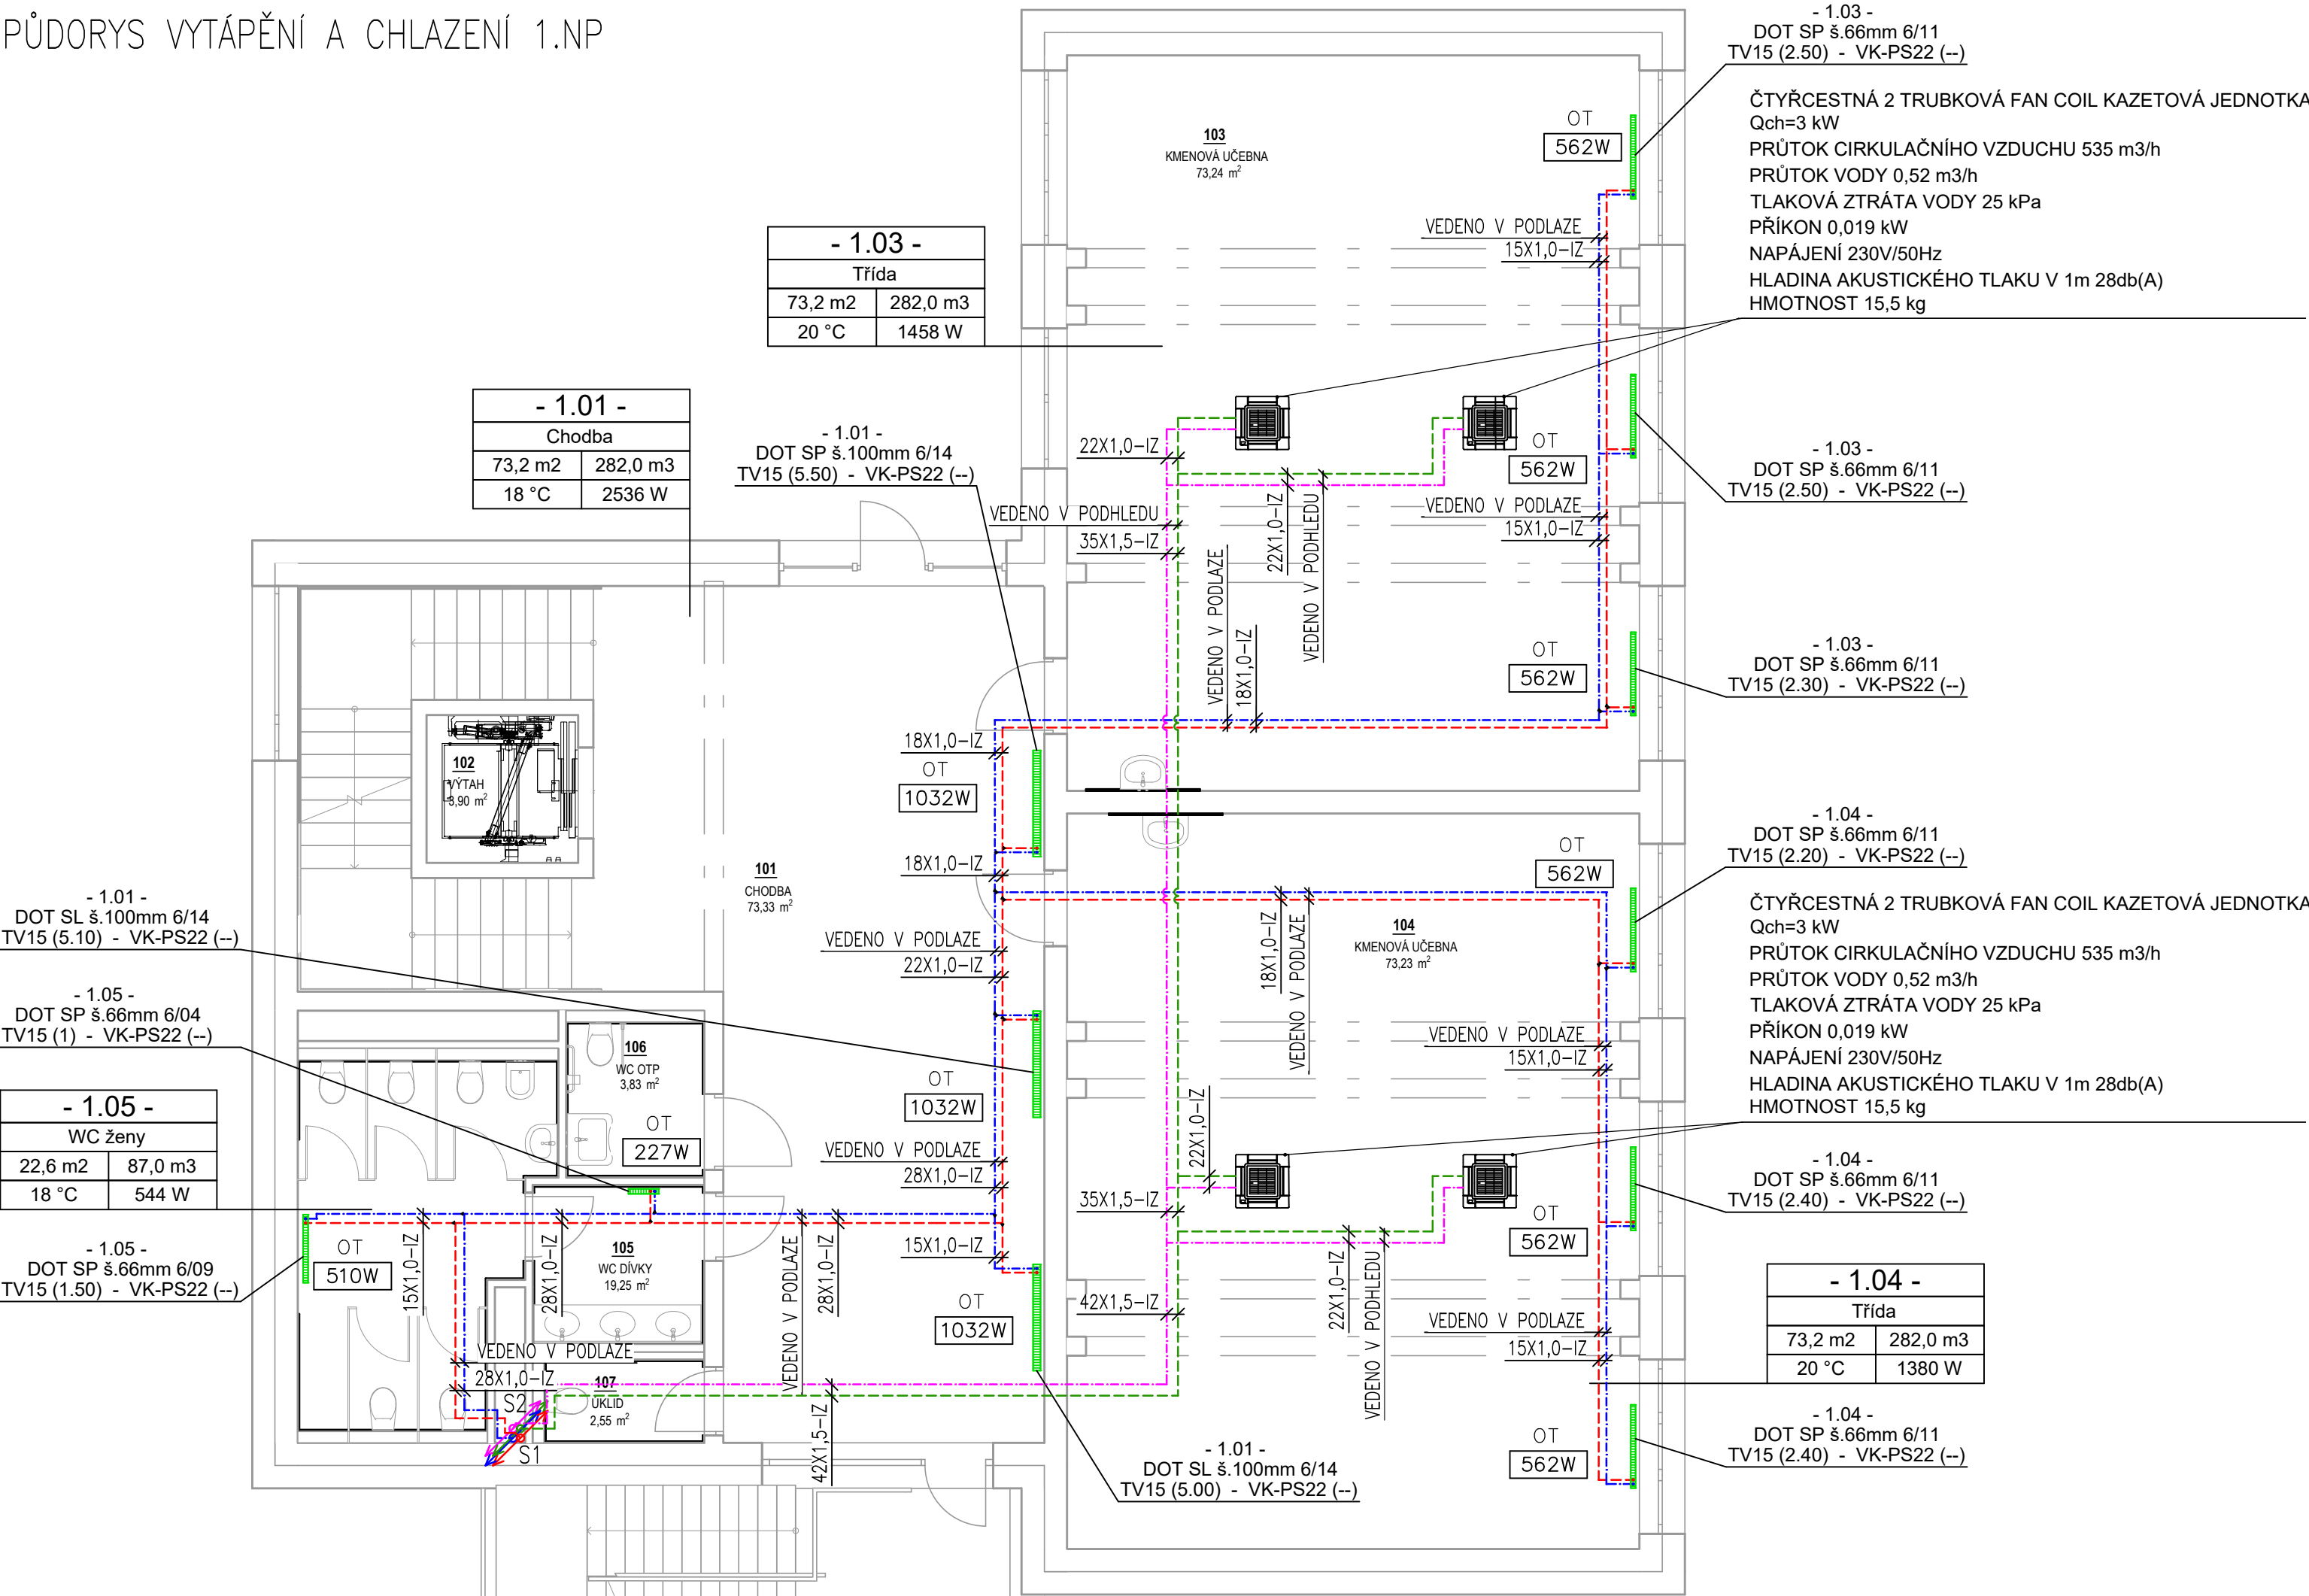 PŮDORYS VYTÁPĚNÍ A CHLAZENÍ 1.NP
- 1.03 -
DOT SP š.66mm 6/11
TV15 (2.50) - VK-PS22 (--)
ČTYŘCESTNÁ 2 TRUBKOVÁ FAN COIL KAZETOVÁ JEDNOTKA
Qch=3 kW
PRŮTOK CIRKULAČNÍHO VZDUCHU 535 m3/h
PRŮTOK VODY 0,52 m3/h
TLAKOVÁ ZTRÁTA VODY 25 kPa
PŘÍKON 0,019 kW
NAPÁJENÍ 230V/50Hz
HLADINA AKUSTICKÉHO TLAKU V 1m 28db(A)
HMOTNOST 15,5 kg
103
KMENOVÁ UČEBNA
73,24 m²
OT
562W
VEDENO V PODLAZE
15X1,0-IZ
- 1.03 -
Třída
73,2 m2 282,0 m3
20 °C 1458 W
- 1.01 -
Chodba
73,2 m2 282,0 m3
18 °C 2536 W
- 1.01 -
DOT SP š.100mm 6/14
TV15 (5.50) - VK-PS22 (--)
22X1,0-IZ
VEDENO V PODHLEDU
35X1,5-IZ
22X1,0-IZ
VEDENO V PODHLEDU
VEDENO V PODLAZE
18X1,0-IZ
OT
562W
VEDENO V PODLAZE
15X1,0-IZ
- 1.03 -
DOT SP š.66mm 6/11
TV15 (2.50) - VK-PS22 (--)
OT
562W
- 1.03 -
DOT SP š.66mm 6/11
TV15 (2.30) - VK-PS22 (--)
102
VÝTAH
3,90 m²
18X1,0-IZ
OT
1032W
18X1,0-IZ
101
CHODBA
73,33 m²
VEDENO V PODLAZE
22X1,0-IZ
OT
562W
- 1.04 -
DOT SP š.66mm 6/11
TV15 (2.20) - VK-PS22 (--)
ČTYŘCESTNÁ 2 TRUBKOVÁ FAN COIL KAZETOVÁ JEDNOTKA
Qch=3 kW
PRŮTOK CIRKULAČNÍHO VZDUCHU 535 m3/h
PRŮTOK VODY 0,52 m3/h
TLAKOVÁ ZTRÁTA VODY 25 kPa
PŘÍKON 0,019 kW
NAPÁJENÍ 230V/50Hz
HLADINA AKUSTICKÉHO TLAKU V 1m 28db(A)
HMOTNOST 15,5 kg
18X1,0-IZ
VEDENO V PODLAZE
104
KMENOVÁ UČEBNA
73,23 m²
VEDENO V PODLAZE
15X1,0-IZ
- 1.01 -
DOT SL š.100mm 6/14
TV15 (5.10) - VK-PS22 (--)
- 1.05 -
DOT SP š.66mm 6/04
TV15 (1) - VK-PS22 (--)
- 1.05 -
WC ženy
22,6 m2 87,0 m3
18 °C 544 W
- 1.05 -
DOT SP š.66mm 6/09
TV15 (1.50) - VK-PS22 (--)
106
WC OTP
3,83 m²
OT
227W
OT
1032W
VEDENO V PODLAZE
28X1,0-IZ
22X1,0-IZ
35X1,5-IZ
15X1,0-IZ
OT
510W
15X1,0-IZ
28X1,0-IZ
105
WC DÍVKY
19,25 m²
VEDENO V PODLAZE
28X1,0-IZ
OT
1032W
42X1,5-IZ
22X1,0-IZ
VEDENO V PODHLEDU
OT
562W
- 1.04 -
DOT SP š.66mm 6/11
TV15 (2.40) - VK-PS22 (--)
VEDENO V PODLAZE
15X1,0-IZ
- 1.04 -
Třída
73,2 m2 282,0 m3
20 °C 1380 W
VEDENO V PODLAZE
28X1,0-IZ
S2
S1
107
ÚKLID
2,55 m²
42X1,5-IZ
- 1.01 -
DOT SL š.100mm 6/14
TV15 (5.00) - VK-PS22 (--)
OT
562W
- 1.04 -
DOT SP š.66mm 6/11
TV15 (2.40) - VK-PS22 (--)